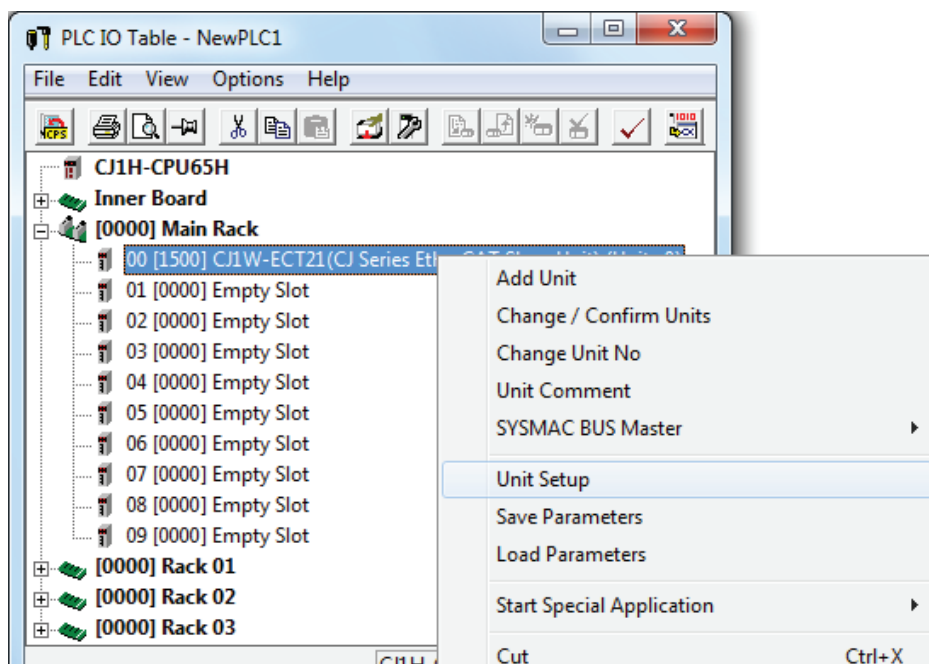 PLC IO Table - NewPLC1
File Edit View Options Help
CPS
1010
CJ1H-CPU65H
Inner Board
[0000] Main Rack
00 [1500] CJ1W-ECT21(CJ Series
Add Unit
01 [0000] Empty Slot
Change / Confirm Units
02 [0000] Empty Slot
Change Unit No
03 [0000] Empty Slot
04 [0000] Empty Slot
Unit Comment
05 [0000] Empty Slot
SYSMAC BUS Master
06 [0000] Empty Slot
07 [0000] Empty Slot
Unit Setup
08 [0000] Empty Slot
Save Parameters
09 [0000] Empty Slot
Load Parameters
[0000] Rack 01
[0000] Rack 02
Start Special Application
[0000] Rack 03
Cut Ctrl+X